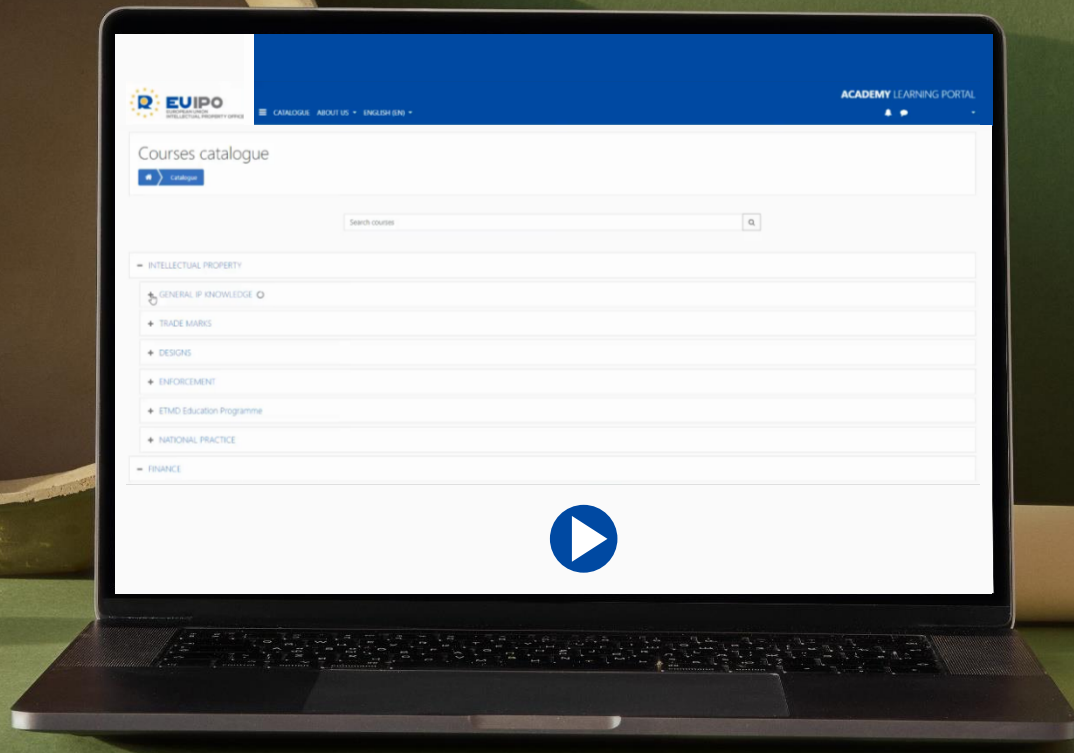 EUIPO
EUROPEAN UNION
INTELLECTUAL PROPERTY OFFICE
CATALOGUE ABOUT US ENGLISH (EN)
ACADEMY LEARNING PORTAL
Courses catalogue
Catalogue
Search courses
INTELLECTUAL PROPERTY
GENERAL IP KNOWLEDGE
TRADE MARKS
DESIGNS
ENFORCEMENT
ETMD Education Programme
NATIONAL PRACTICE
FINANCE